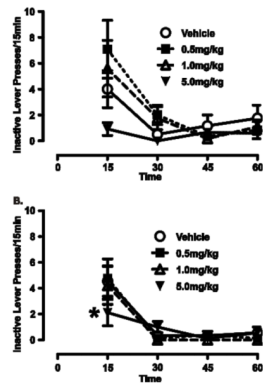 Inactive Lever Presses/15min
10
8
6
4
2
0
Vehicle
0.5mg/kg
1.0mg/kg
5.0mg/kg
0 15 30 45 60
Time
B.
Inactive Lever Presses/15min
10
8
6
4
2
0
Vehicle
0.5mg/kg
1.0mg/kg
5.0mg/kg
*
0 15 30 45 60
Time